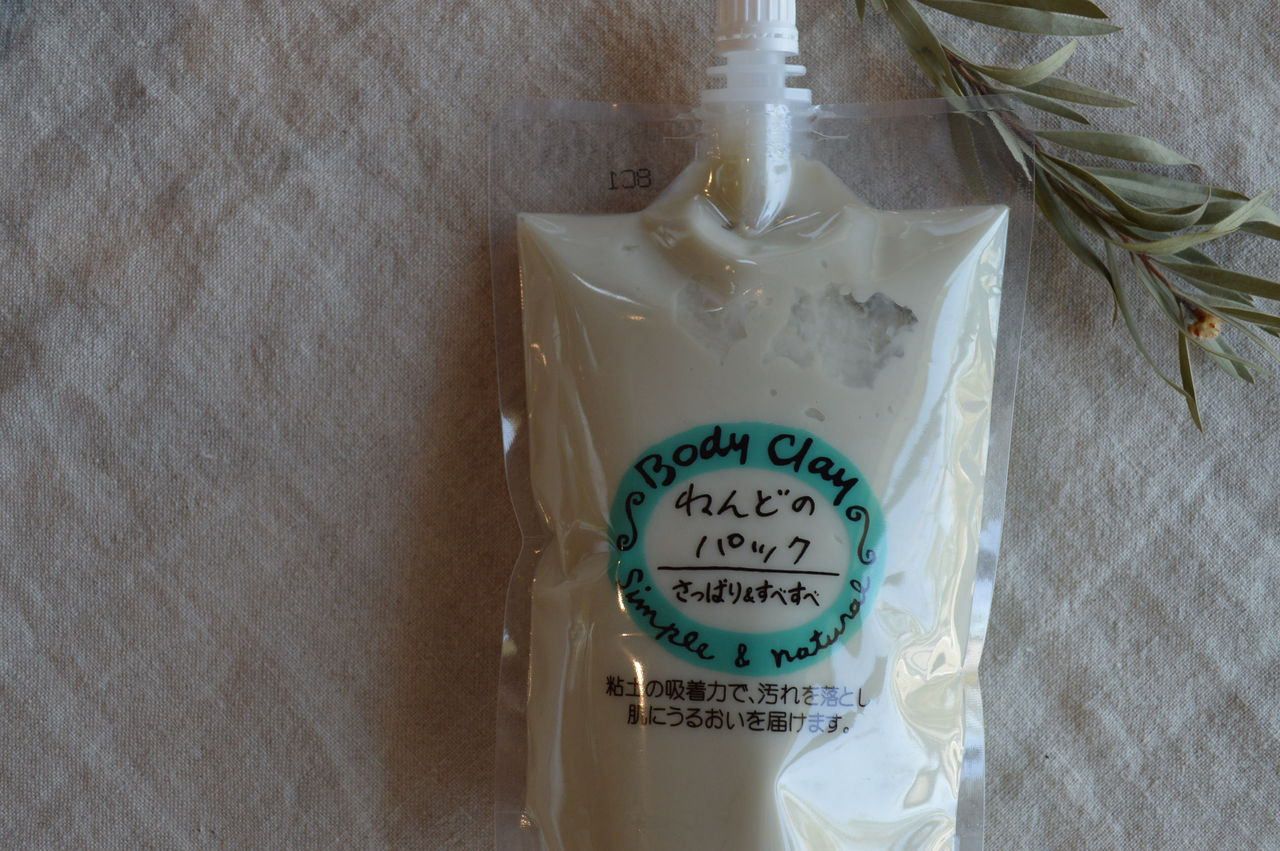 Body Clay
ねんどの
パック
さっぱり&すべすべ
Simple & natural
粘土の吸着力で、汚れを落とし
肌にうるおいを届けます。